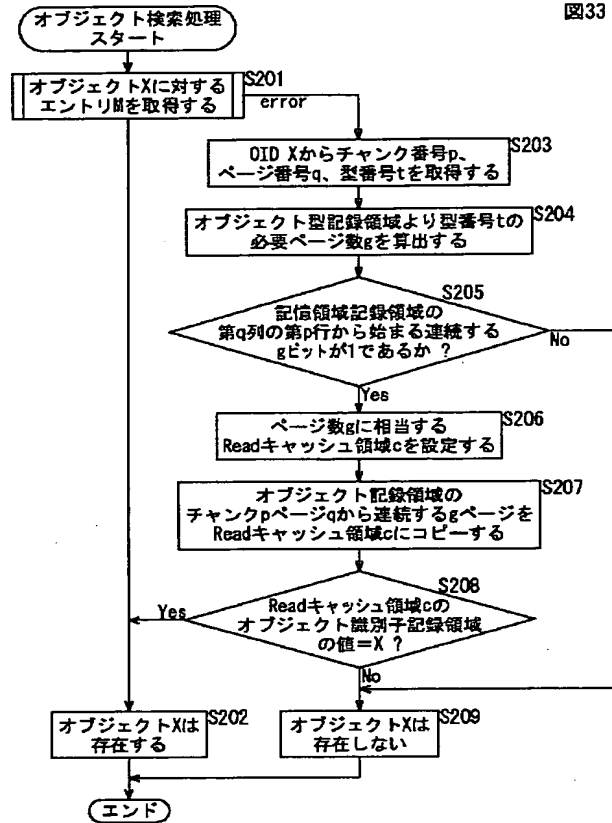 図33
オブジェクト検索処理
スタート
S201
オブジェクトXに対する
エントリMを取得する
error
S203
OID Xからチャンク番号p、
ページ番号q、型番号tを取得する
S204
オブジェクト型記録領域より型番号tの
必要ページ数gを算出する
S205
記憶領域記録領域の
第q列の第p行から始まる連続する
gビットが1であるか ?
No
Yes
S206
ページ数gに相当する
Readキャッシュ領域cを設定する
S207
オブジェクト記録領域の
チャンクpページqから連続するgページを
Readキャッシュ領域cにコピーする
S208
Readキャッシュ領域cの
オブジェクト識別子記録領域
の値=X ?
Yes
No
S202
オブジェクトXは
存在する
S209
オブジェクトXは
存在しない
エンド